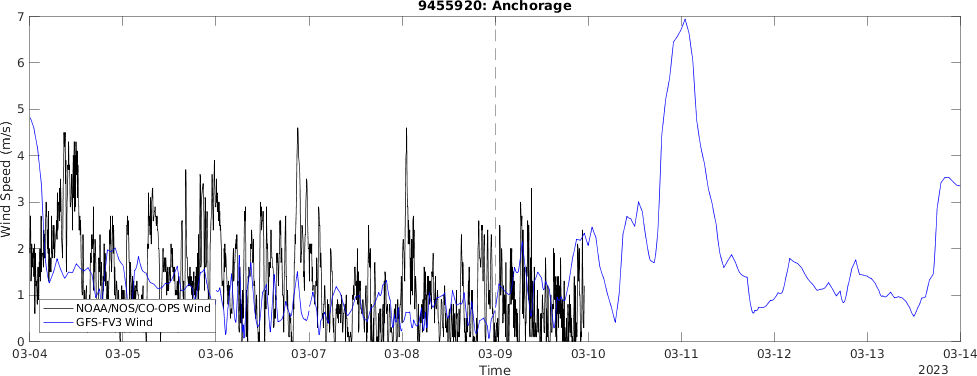 9455920: Anchorage
7
6
5
4
3
2
1
0
Wind Speed (m/s)
NOAA/NOS/CO-OPS Wind
GFS-FV3 Wind
03-04 03-05 03-06 03-07 03-08 03-09 03-10 03-11 03-12 03-13 03-14
Time
2023